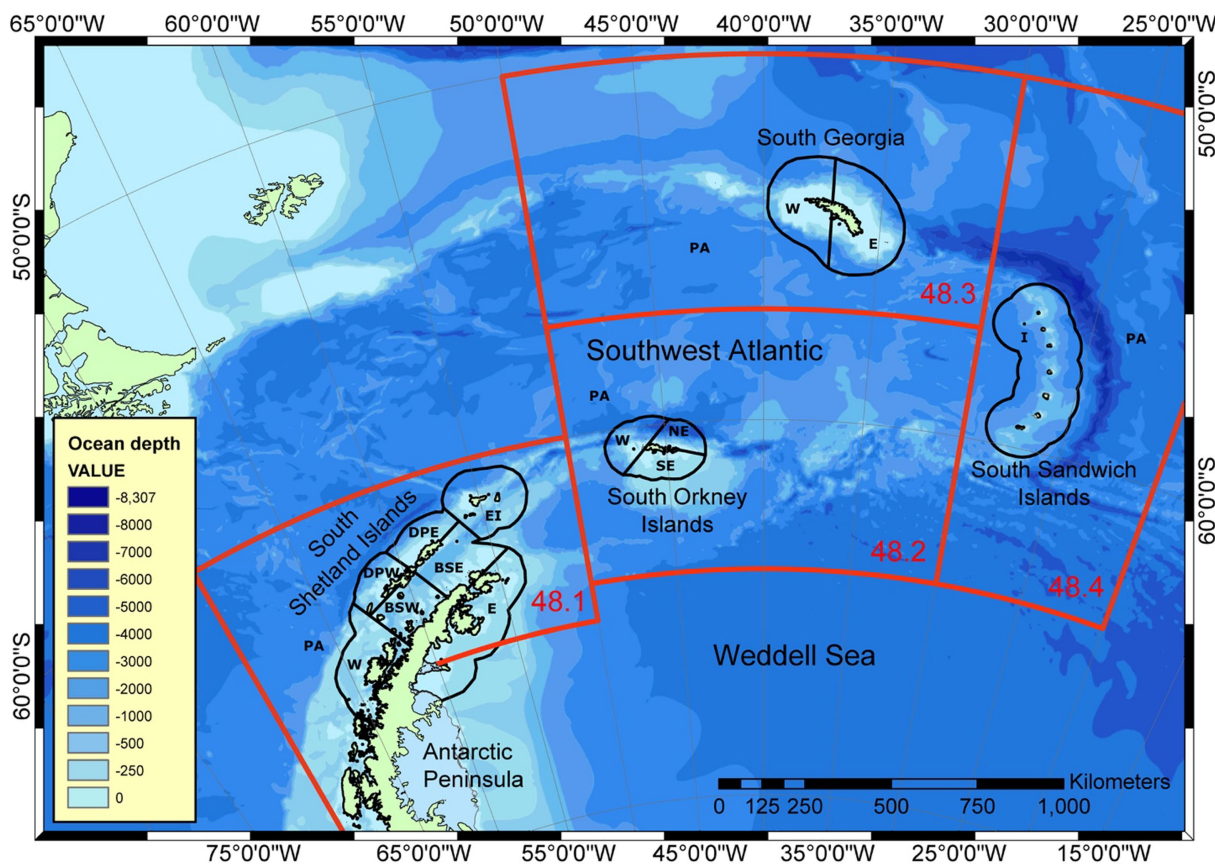 65°0'0"W 60°0'0"W 55°0'0"W 50°0'0"W 45°0'0"W 40°0'0"W 35°0'0"W 30°0'0"W 25°0'0"W
50°0'0"S
50°0'0"S
South Georgia
W
E
PA
48.3
I
PA
Southwest Atlantic
PA
W
NE
SE
South Orkney
Islands
South Sandwich
Islands
48.2
48.4
Ocean depth
VALUE
-8,307
-8000
-7000
-6000
-5000
-4000
-3000
-2000
-1000
-500
-250
0
South
Shetland Islands
EI
DPE
BSE
DPW
BSW
E
48.1
PA
W
Weddell Sea
Antarctic
Peninsula
60°0'0"S
60°0'0"S
Kilometers
0 125 250 500 750 1,000
75°0'0"W 60°0'0"W 55°0'0"W 45°0'0"W 35°0'0"W 30°0'0"W 15°0'0"W